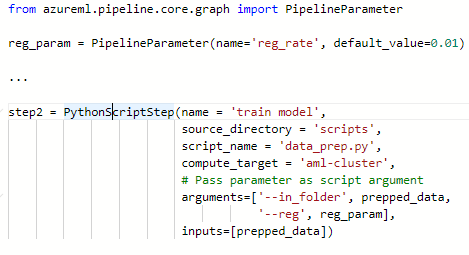 from azureml.pipeline.core.graph import PipelineParameter
reg_param = PipelineParameter(name='reg_rate', default_value=0.01)
...
step2 = PythonScriptStep(name = 'train model',
source_directory = 'scripts',
script_name = 'data_prep.py',
compute_target = 'aml-cluster',
# Pass parameter as script argument
arguments=['--in_folder', prepped_data,
'--reg', reg_param],
inputs=[prepped_data])